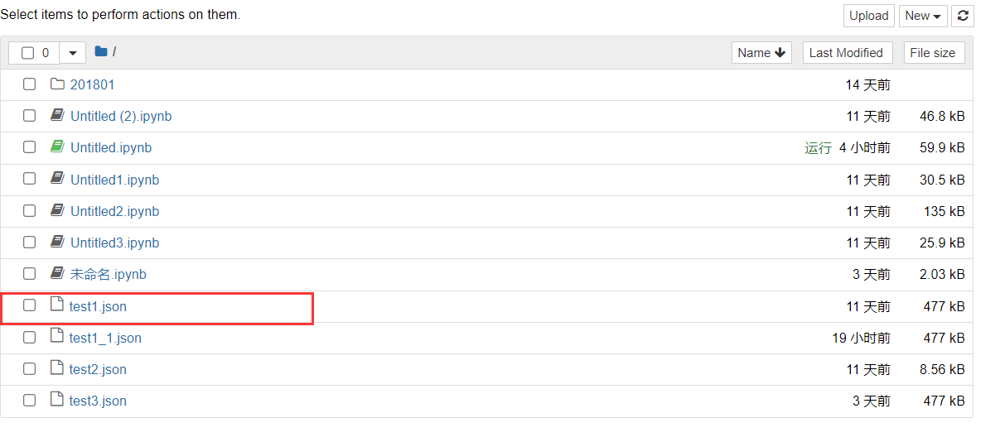 Select items to perform actions on them.
Upload New
0 / Name Last Modified File size
201801 14 天前
Untitled (2).ipynb 11 天前 46.8 kB
Untitled.ipynb 运行 4 小时前 59.9 kB
Untitled1.ipynb 11 天前 30.5 kB
Untitled2.ipynb 11 天前 135 kB
Untitled3.ipynb 11 天前 25.9 kB
未命名.ipynb 3 天前 2.03 kB
test1.json 11 天前 477 kB
test1_1.json 19 小时前 477 kB
test2.json 11 天前 8.56 kB
test3.json 3 天前 477 kB